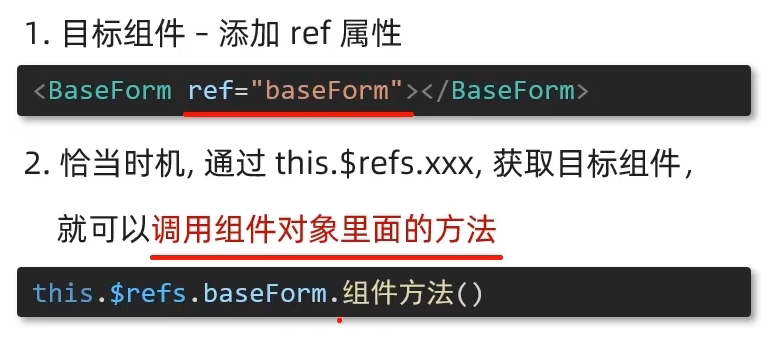 1. 目标组件 – 添加 ref 属性
<BaseForm ref="baseForm"></BaseForm>
2. 恰当时机, 通过 this.$refs.xxx, 获取目标组件,
就可以调用组件对象里面的方法
this.$refs.baseForm.组件方法()